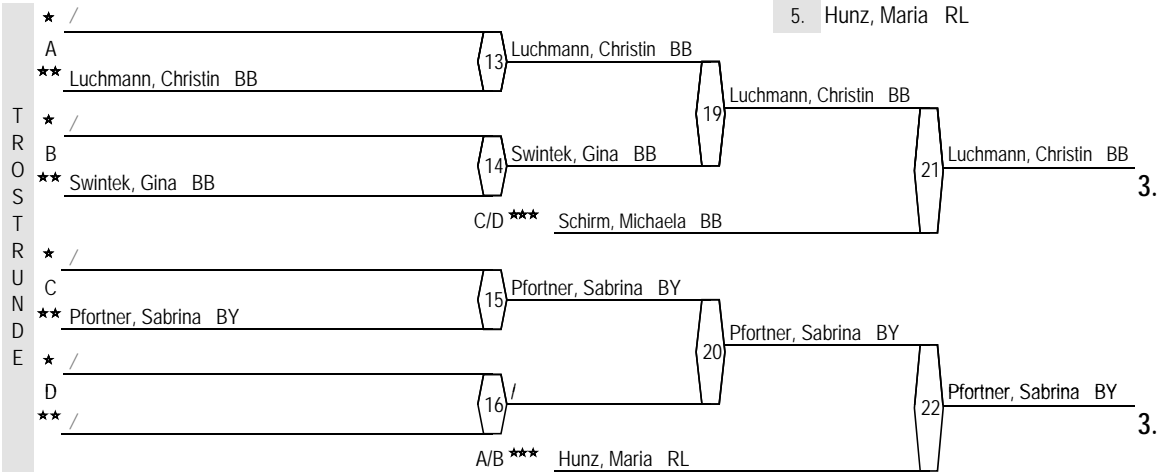 TROSTRUNDE
/
5. Hunz, Maria RL
A
13
Luchmann, Christin BB
Luchmann, Christin BB
Luchmann, Christin BB
/
19
B
14
Swintek, Gina BB
Luchmann, Christin BB
21
Swintek, Gina BB
3.
C/D
Schirm, Michaela BB
/
C
15
Pfortner, Sabrina BY
Pfortner, Sabrina BY
Pfortner, Sabrina BY
/
20
D
16
/
Pfortner, Sabrina BY
22
/
3.
A/B
Hunz, Maria RL